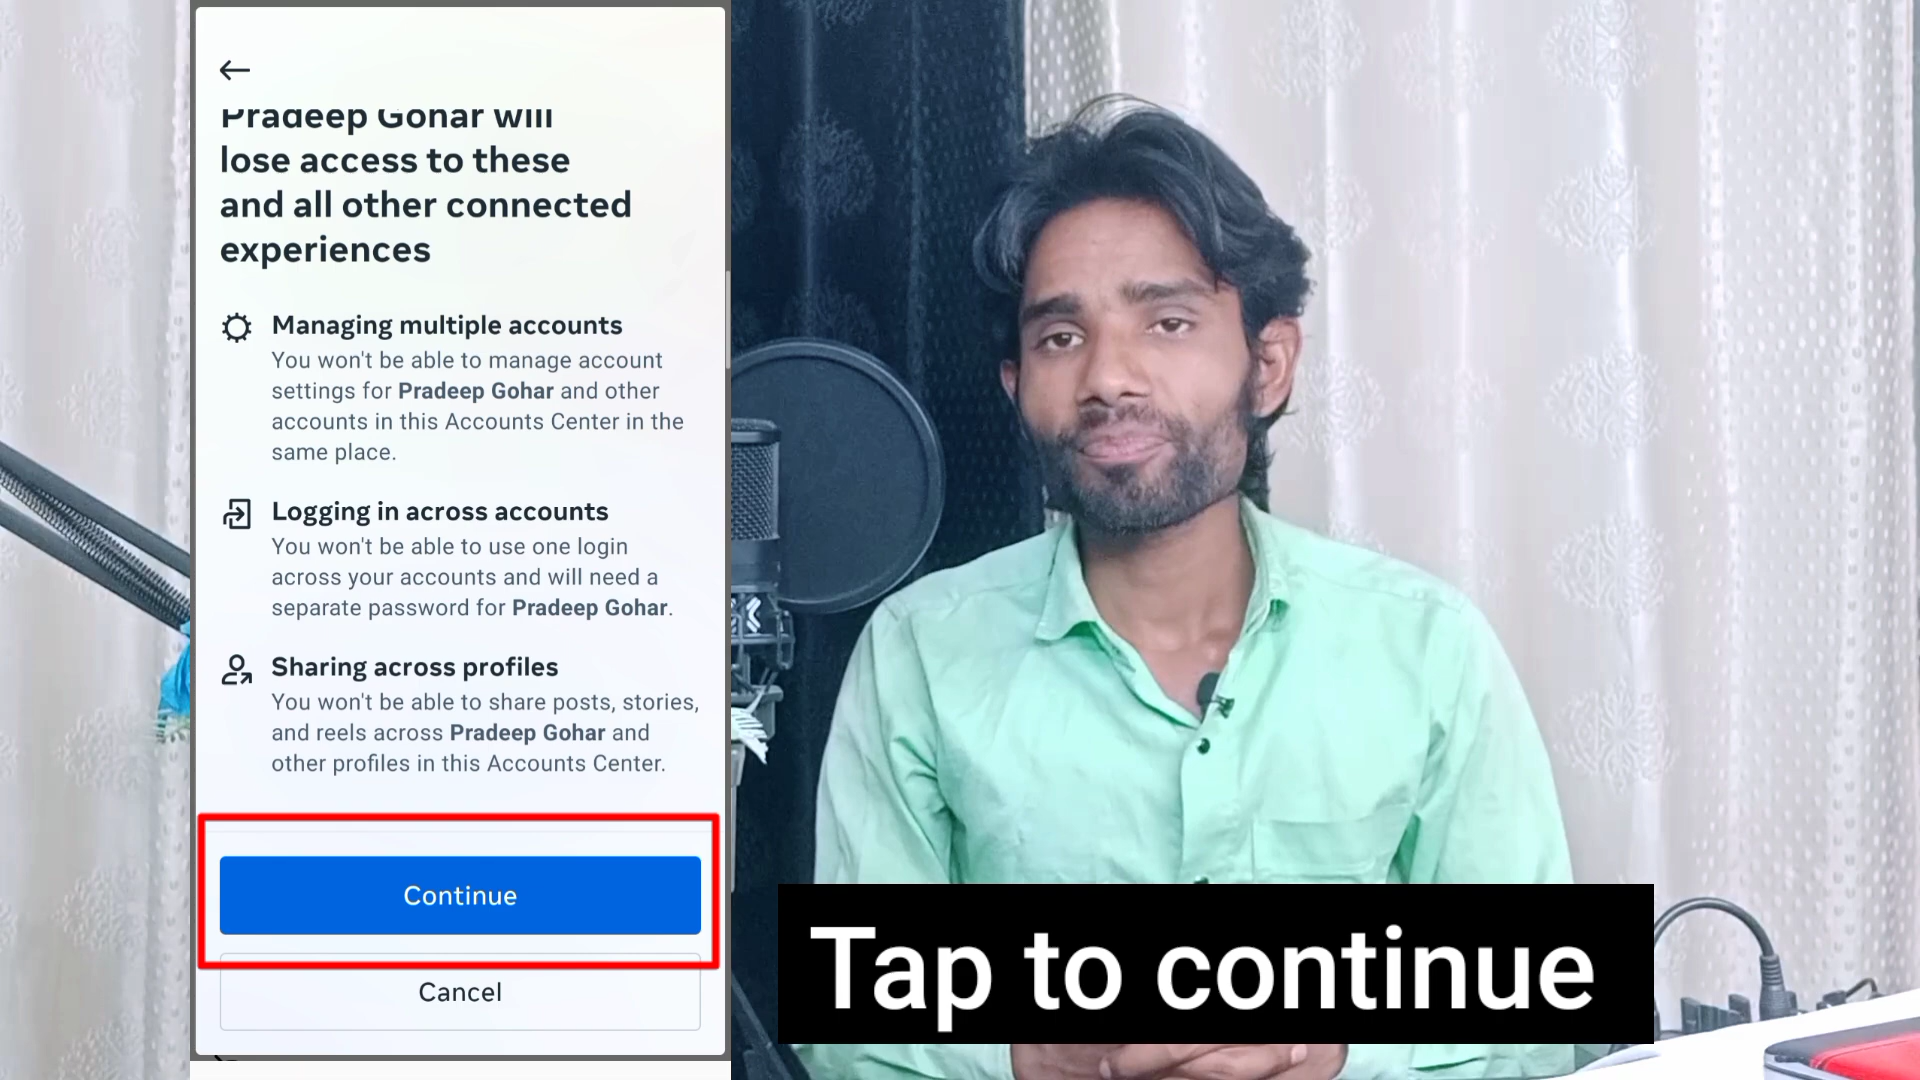 Pradeep Gohar will
lose access to these
and all other connected
experiences
Managing multiple accounts
You won't be able to manage account
settings for Pradeep Gohar and other
accounts in this Accounts Center in the
same place.
Logging in across accounts
You won't be able to use one login
across your accounts and will need a
separate password for Pradeep Gohar.
Sharing across profiles
You won't be able to share posts, stories,
and reels across Pradeep Gohar and
other profiles in this Accounts Center.
Continue
Cancel
Tap to continue